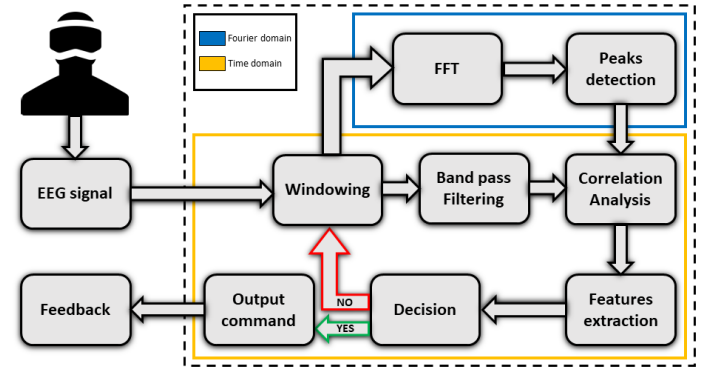 Fourier domain
Time domain
FFT
Peaks
detection
EEG signal
Windowing
Band pass
Filtering
Correlation
Analysis
Feedback
Output
command
NO
YES
Decision
Features
extraction